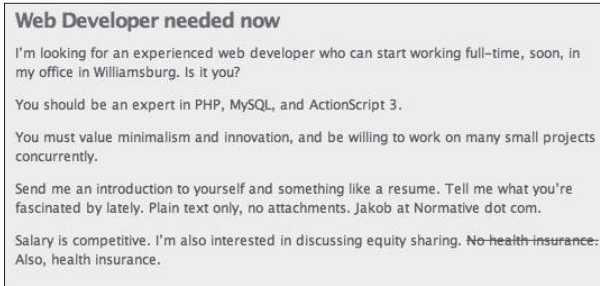 Web Developer needed now
I'm looking for an experienced web developer who can start working full-time, soon, in
my office in Williamsburg. Is it you?
You should be an expert in PHP, MySQL, and ActionScript 3.
You must value minimalism and innovation, and be willing to work on many small projects
concurrently.
Send me an introduction to yourself and something like a resume. Tell me what you're
fascinated by lately. Plain text only, no attachments. Jakob at Normative dot com.
Salary is competitive. I'm also interested in discussing equity sharing. No health insurance.
Also, health insurance.